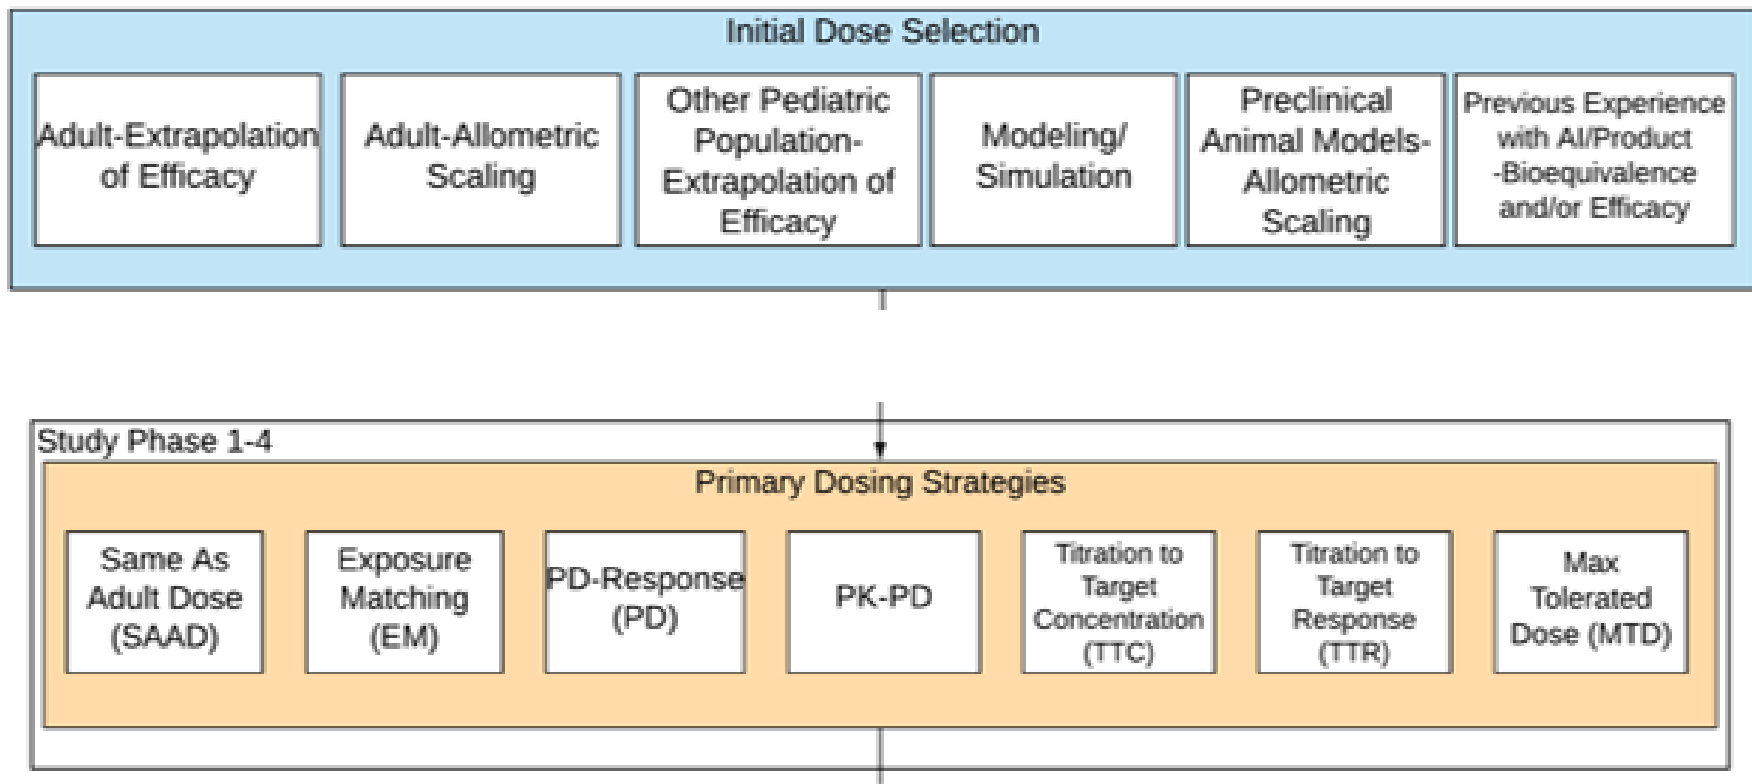 Initial Dose Selection
Adult-Extrapolation
of Efficacy
Adult-Allometric
Scaling
Other Pediatric
Population-
Extrapolation of
Efficacy
Modeling/
Simulation
Preclinical
Animal Models-
Allometric
Scaling
Previous Experience
with AI/Product
-Bioequivalence
and/or Efficacy
Study Phase 1-4
Primary Dosing Strategies
Same As
Adult Dose
(SAAD)
Exposure
Matching
(EM)
PD-Response
(PD)
PK-PD
Titration to
Target
Concentration
(TTC)
Titration to
Target
Response
(TTR)
Max
Tolerated
Dose (MTD)